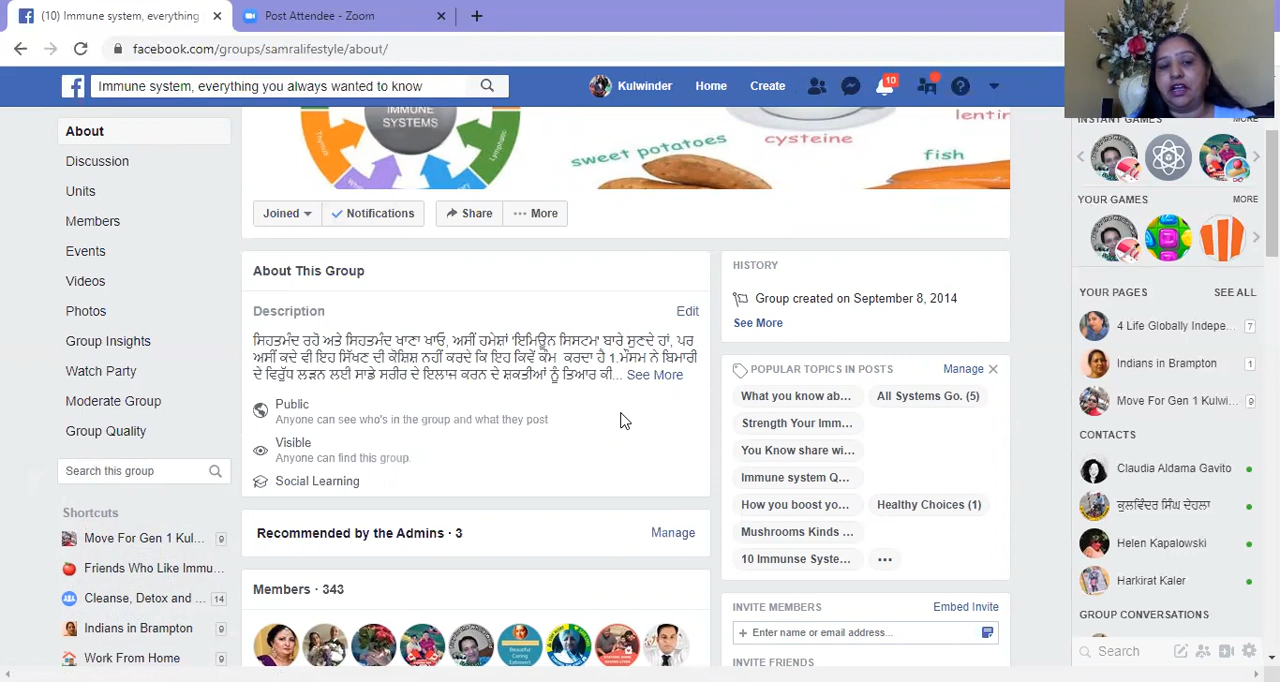 (10) Immune system, everything
Post Attendee - Zoom
facebook.com/groups/samralifestyle/about/
Immune system, everything you always wanted to know
Kulwinder
Home
Create
10
About
Discussion
Units
Members
Events
Videos
Photos
Group Insights
Watch Party
Moderate Group
Group Quality
Search this group
Shortcuts
Move For Gen 1 Kul... 9
Friends Who Like Immu...
Cleanse, Detox and ... 14
Indians in Brampton 9
Work From Home 9
IMMUNE
SYSTEMS
Thymus
Lymphatic
sweet potatoes
cysteine
lentin
fish
Joined
Notifications
Share
More
About This Group
Description
Edit
ਸਿਹਤਮੰਦ ਰਹੋ ਅਤੇ ਸਿਹਤਮੰਦ ਖਾਣਾ ਖਾਓ, ਅਸੀਂ ਹਮੇਸ਼ਾਂ 'ਇਮਿਊਨ ਸਿਸਟਮ' ਬਾਰੇ ਸੁਣਦੇ ਹਾਂ, ਪਰ
ਅਸੀਂ ਕਦੇ ਵੀ ਇਹ ਸਿੱਖਣ ਦੀ ਕੋਸ਼ਿਸ਼ ਨਹੀਂ ਕਰਦੇ ਕਿ ਇਹ ਕਿਵੇਂ ਕੰਮ ਕਰਦਾ ਹੈ 1.ਮੌਸਮ ਨੇ ਬਿਮਾਰੀ
ਦੇ ਵਿਰੁੱਧ ਲੜਨ ਲਈ ਸਾਡੇ ਸਰੀਰ ਦੇ ਇਲਾਜ ਕਰਨ ਦੇ ਸ਼ਕਤੀਆਂ ਨੂੰ ਤਿਆਰ ਕੀ... See More
Public
Anyone can see who's in the group and what they post
Visible
Anyone can find this group.
Social Learning
Recommended by the Admins · 3
Manage
Members · 343
HISTORY
Group created on September 8, 2014
See More
POPULAR TOPICS IN POSTS
Manage
What you know ab...
All Systems Go. (5)
Strength Your Imm...
You Know share wi...
Immune system Q...
How you boost yo...
Healthy Choices (1)
Mushrooms Kinds ...
10 Immunse Syste...
INVITE MEMBERS
Embed Invite
+ Enter name or email address...
INVITE FRIENDS
INSTANT GAMES
MORE
YOUR GAMES
MORE
YOUR PAGES
SEE ALL
4 Life Globally Indepe... 7
Indians in Brampton 1
Move For Gen 1 Kulwi... 9
CONTACTS
Claudia Aldama Gavito
ਕੁਲਵਿੰਦਰ ਸਿੰਘ ਦੇਹਲਾ
Helen Kapalowski
Harkirat Kaler
GROUP CONVERSATIONS
Search